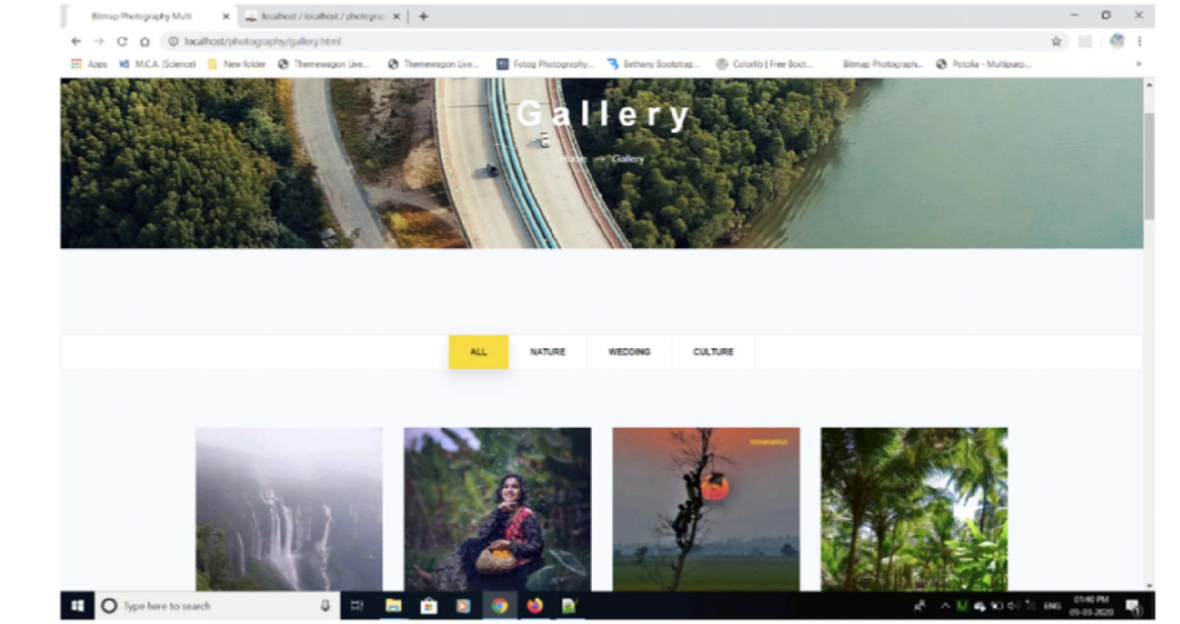 Bitmap Photography Multi
localhost / localhost / photograp
localhost/photography/gallery.html
Apps M.C.A. (Science) New folder Themewagon Live... Themewagon Live... Fotog Photography... Bethany Bootstrap... Colorlib | Free Boot... Bitmap Photograph... Potolia - Multipurp...
Gallery
Home → Gallery
ALL NATURE WEDDING CULTURE
Type here to search
ENG
01:40 PM
09-03-2020